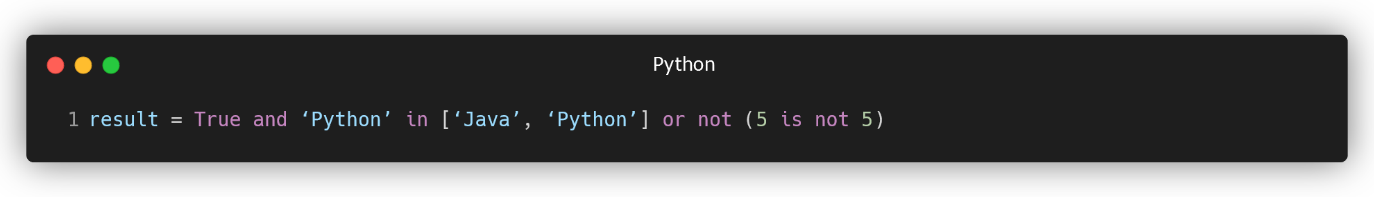 Python
1 result = True and ‘Python’ in [‘Java’, ‘Python’] or not (5 is not 5)